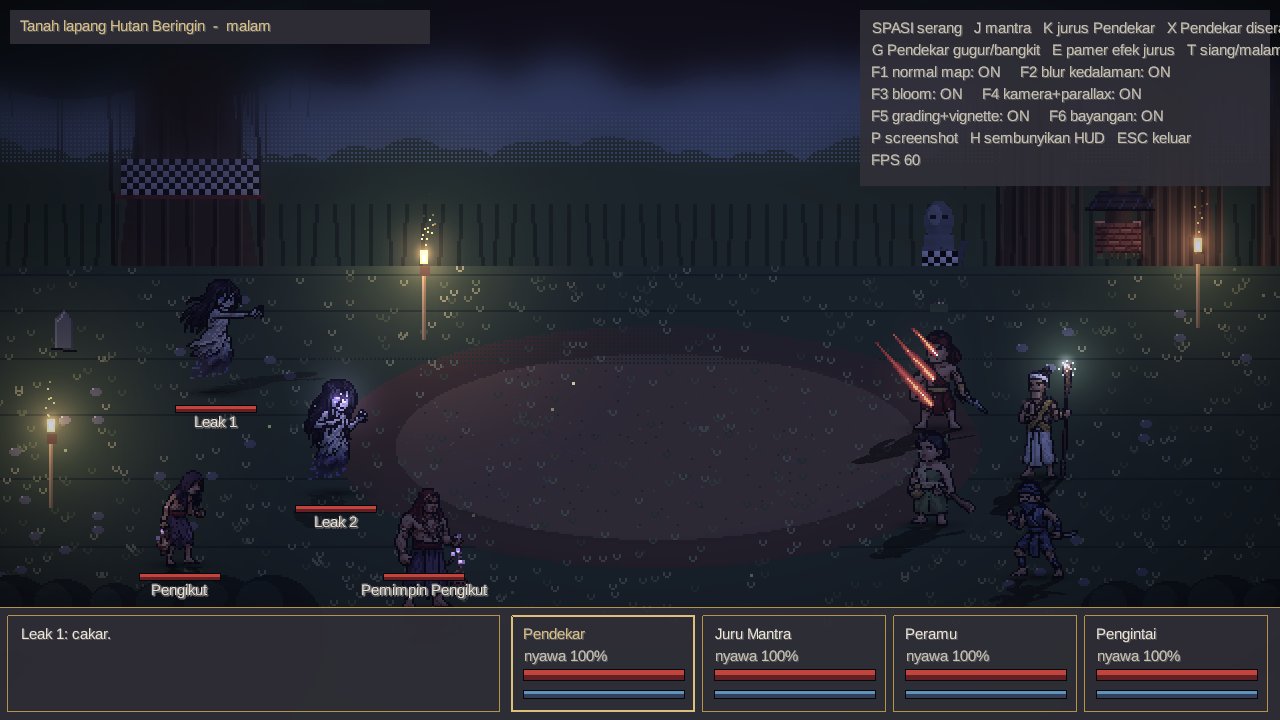 Tanah lapang Hutan Beringin - malam
SPASI serang J mantra K jurus Pendekar X Pendekar
G Pendekar gugur/bangkit E pamer efek jurus T siang/malam
F1 normal map: ON F2 blur kedalaman: ON
F3 bloom: ON F4 kamera+parallax: ON
F5 grading+vignette: ON F6 bayangan: ON
P screenshot H sembunyikan HUD ESC keluar
FPS 60
Leak 1
Leak 2
Pengikut
Pemimpin Pengikut
Leak 1: cakar.
Pendekar
nyawa 100%
Juru Mantra
nyawa 100%
Peramu
nyawa 100%
Pengintai
nyawa 100%